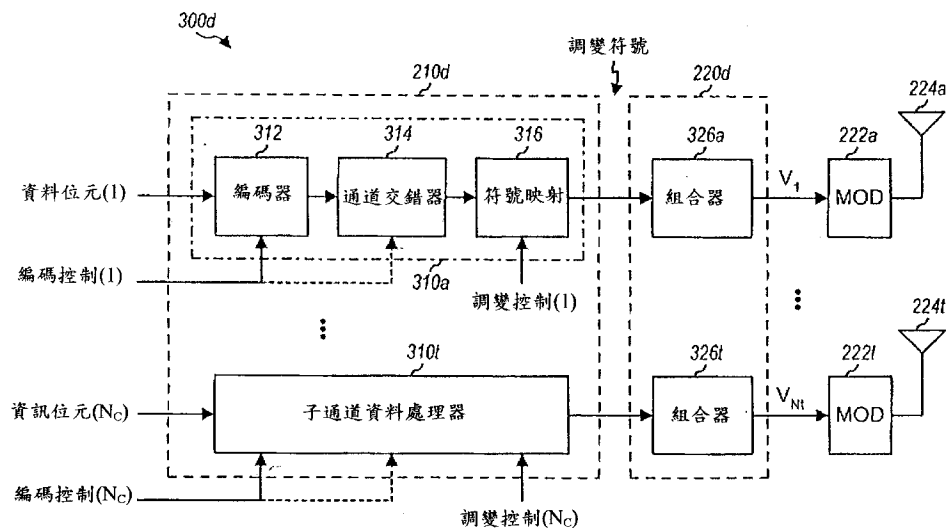 300d
調變符號
210d
220d
224a
312
314
316
326a
222a
資料位元(1)
編碼器
通道交錯器
符號映射
組合器
V1
MOD
編碼控制(1)
310a
調變控制(1)
310t
326t
222t
224t
資訊位元(NC)
子通道資料處理器
組合器
VNt
MOD
編碼控制(NC)
調變控制(NC)